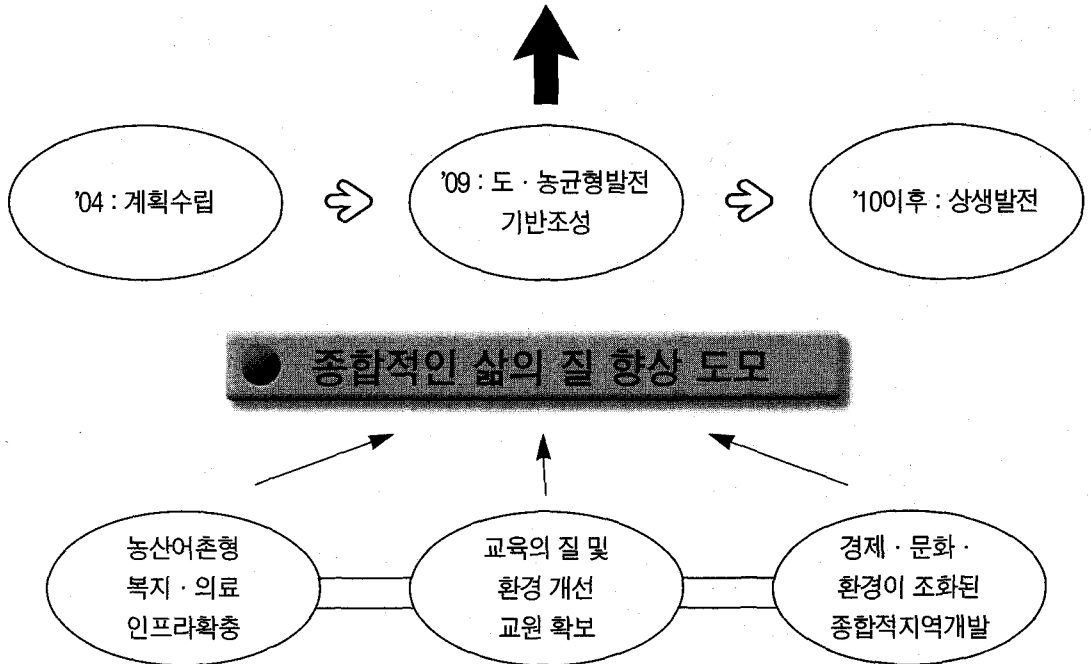 '04 : 계획수립
'09 : 도 · 농균형발전
기반조성
'10이후 : 상생발전
종합적인 삶의 질 향상 도모
농산어촌형
복지 · 의료
인프라확충
교육의 질 및
환경 개선
교원 확보
경제 · 문화 ·
환경이 조화된
종합적지역개발